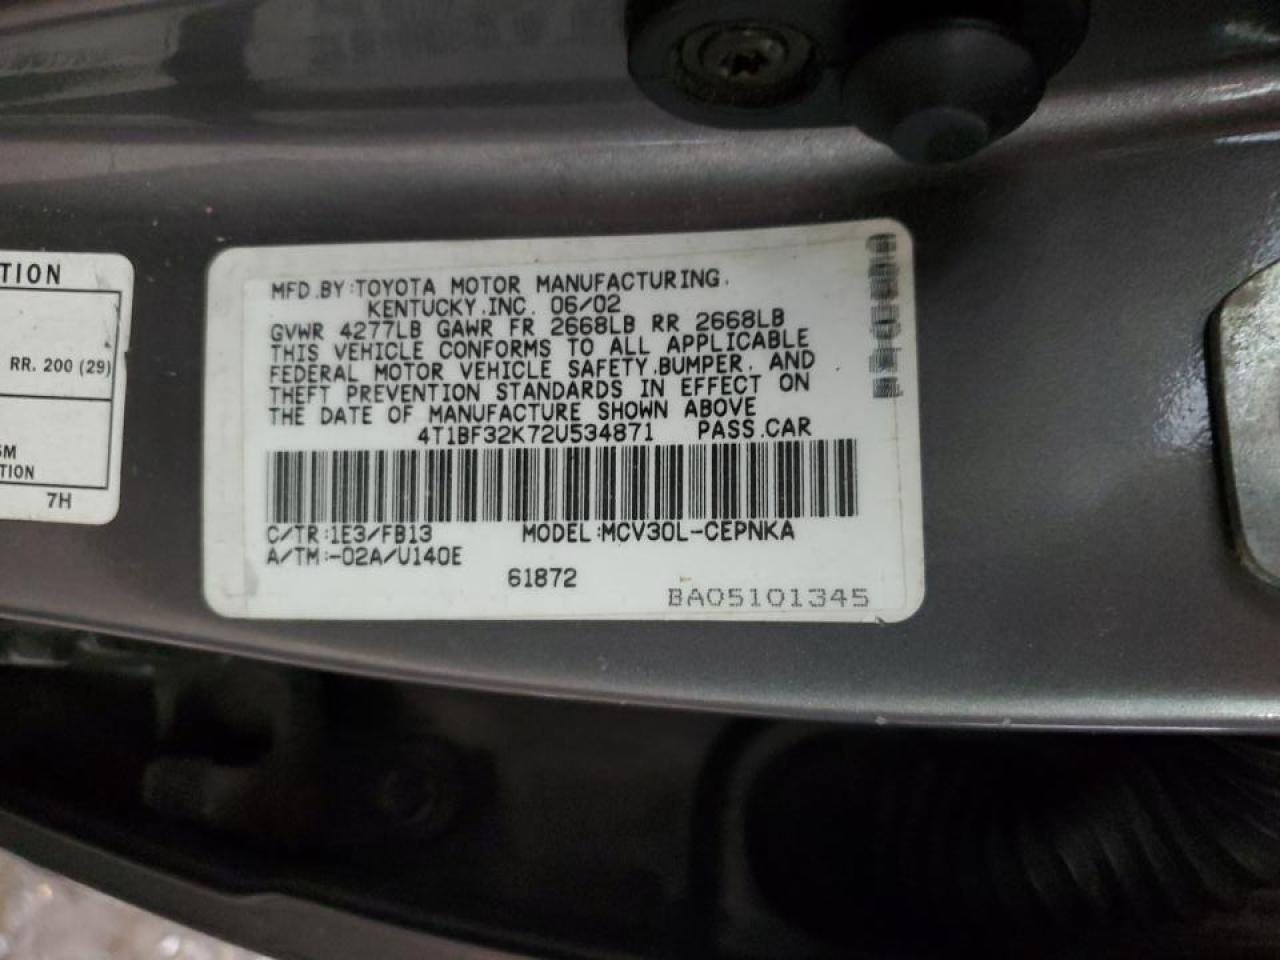 TION
RR. 200 (29)
SM
TION
7H
MFD.BY:TOYOTA MOTOR MANUFACTURING.
KENTUCKY.INC. 06/02
GVWR 4277LB GAWR FR 2668LB RR 2668LB
THIS VEHICLE CONFORMS TO ALL APPLICABLE
FEDERAL MOTOR VEHICLE SAFETY.BUMPER. AND
THEFT PREVENTION STANDARDS IN EFFECT ON
THE DATE OF MANUFACTURE SHOWN ABOVE
4T1BF32K72U534871 PASS.CAR
C/TR:1E3/FB13 MODEL:MCV30L-CEPNKA
A/TM:-02A/U140E
61872
BA05101345